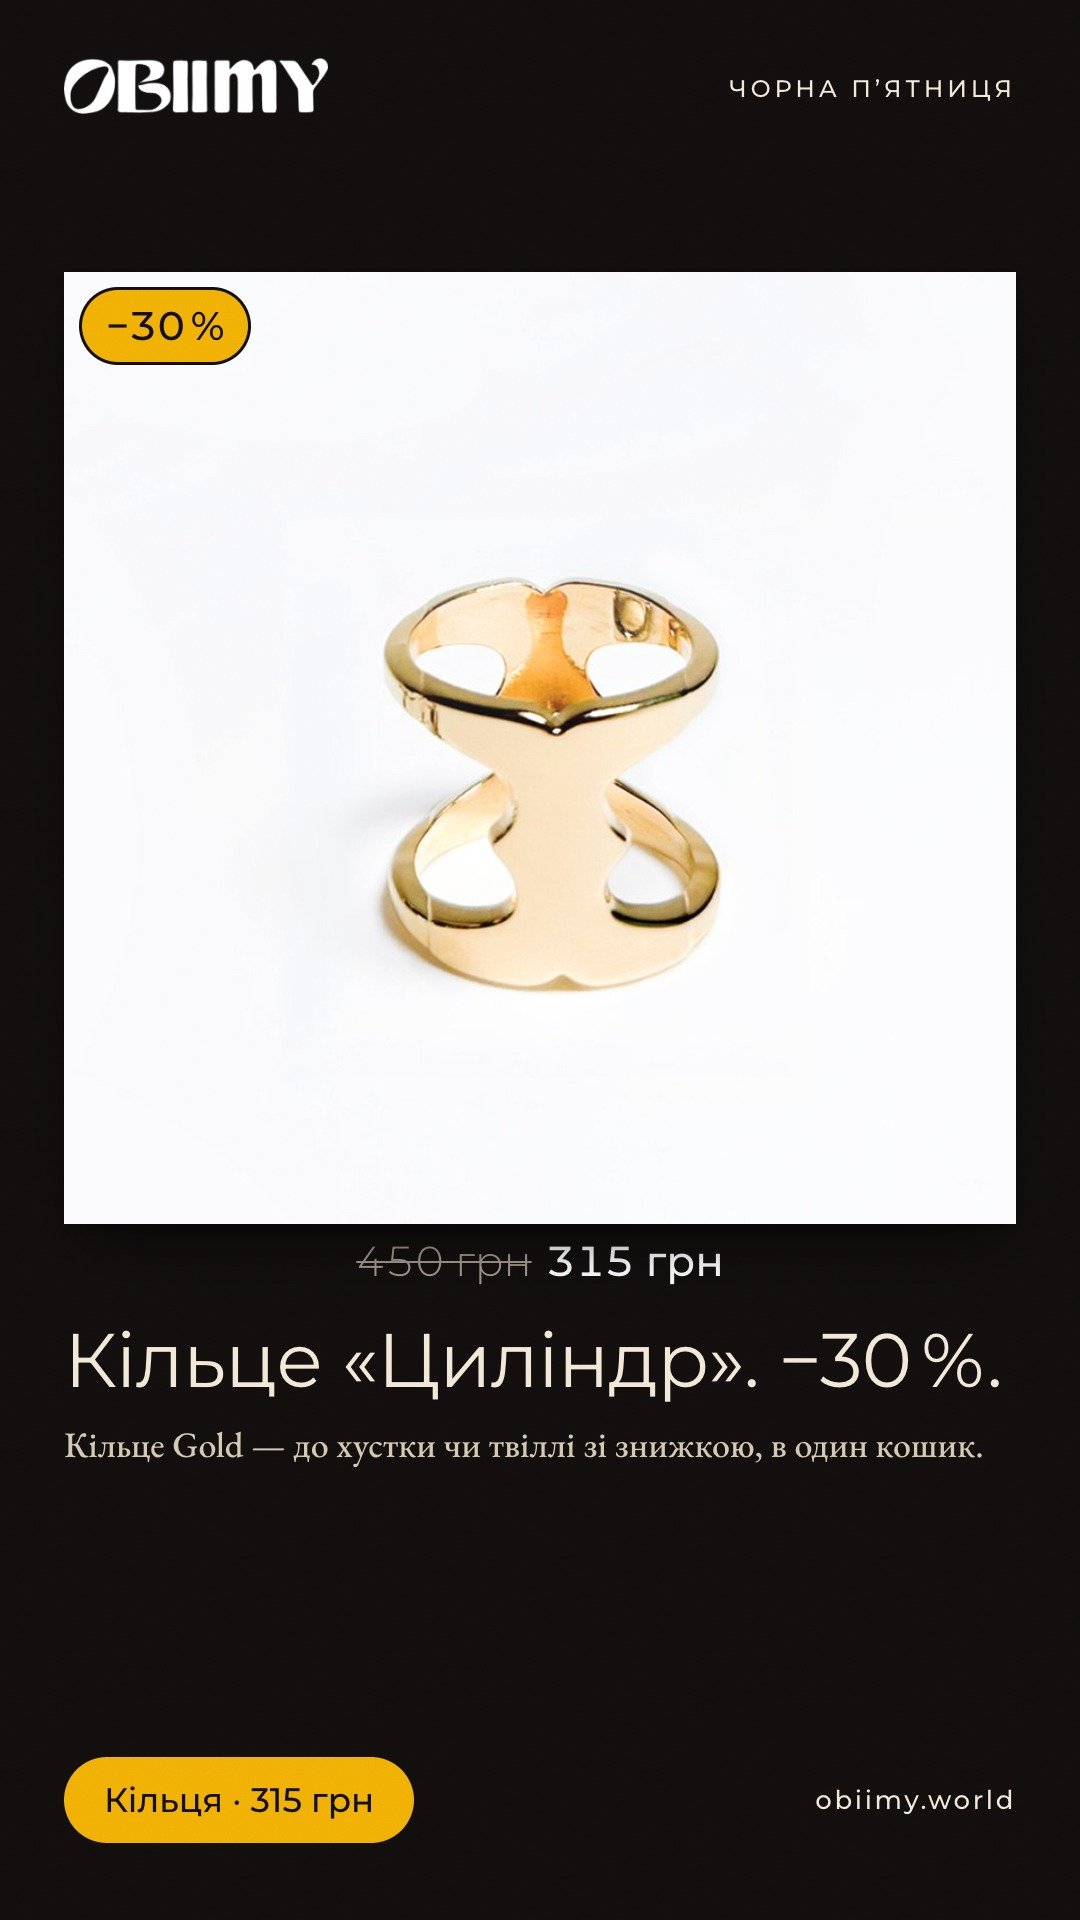 OBIIMY
ЧОРНА П’ЯТНИЦЯ
−30 %
450 грн 315 грн
Кільце «Циліндр». −30 %.
Кільце Gold — до хустки чи твіллі зі знижкою, в один кошик.
Кільця · 315 грн
obiimy.world